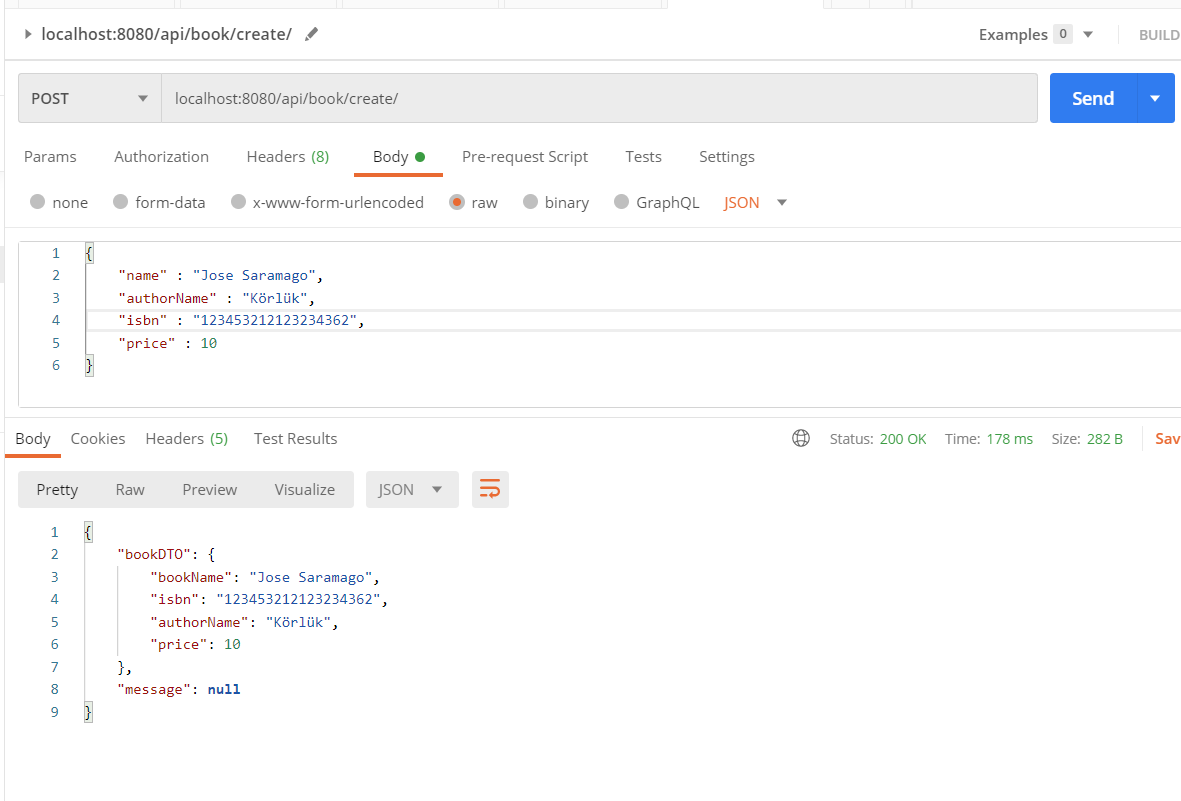 localhost:8080/api/book/create/ Examples 0 BUILD
POST localhost:8080/api/book/create/ Send
Params Authorization Headers (8) Body Pre-request Script Tests Settings
none form-data x-www-form-urlencoded raw binary GraphQL JSON
1 {
2 "name" : "Jose Saramago",
3 "authorName" : "Körlük",
4 "isbn" : "123453212123234362",
5 "price" : 10
6 }
Body Cookies Headers (5) Test Results Status: 200 OK Time: 178 ms Size: 282 B Sav
Pretty Raw Preview Visualize JSON
1 {
2 "bookDTO": {
3 "bookName": "Jose Saramago",
4 "isbn": "123453212123234362",
5 "authorName": "Körlük",
6 "price": 10
7 },
8 "message": null
9 }